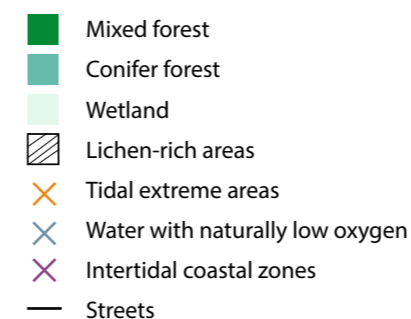 Mixed forest
Conifer forest
Wetland
Lichen-rich areas
Tidal extreme areas
Water with naturally low oxygen
Intertidal coastal zones
Streets